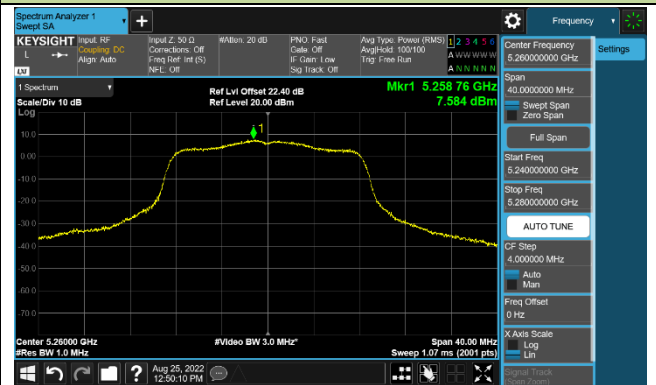 Spectrum Analyzer 1
Swept SA
+
Frequency
KEYSIGHT
L
LXI
Input: RF
Coupling: DC
Align: Auto
Input Z: 50 Ω
Corrections: Off
Freq Ref: Int (S)
NFE: Off
#Atten: 20 dB
PNO: Fast
Gate: Off
IF Gain: Low
Sig Track: Off
Avg Type: Power (RMS)
Avg|Hold: 100/100
Trig: Free Run
1 2 3 4 5 6
A W W W W W
A N N N N N
1 Spectrum
Scale/Div 10 dB
Log
Ref Lvl Offset 22.40 dB
Ref Level 20.00 dBm
Mkr1 5.258 76 GHz
7.584 dBm
1
10.0
0.00
-10.0
-20.0
-30.0
-40.0
-50.0
-60.0
-70.0
Center 5.26000 GHz
#Res BW 1.0 MHz
#Video BW 3.0 MHz*
Span 40.00 MHz
Sweep 1.07 ms (2001 pts)
Aug 25, 2022
12:50:10 PM
Center Frequency
5.260000000 GHz
Settings
Span
40.0000000 MHz
Swept Span
Zero Span
Full Span
Start Freq
5.240000000 GHz
Stop Freq
5.280000000 GHz
AUTO TUNE
CF Step
4.000000 MHz
Auto
Man
Freq Offset
0 Hz
X Axis Scale
Log
Lin
Signal Track
(Span Zoom)